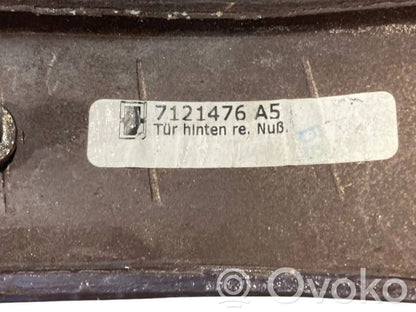 7121476 A5
Tür hinten re. Nuß.
©Ovoko